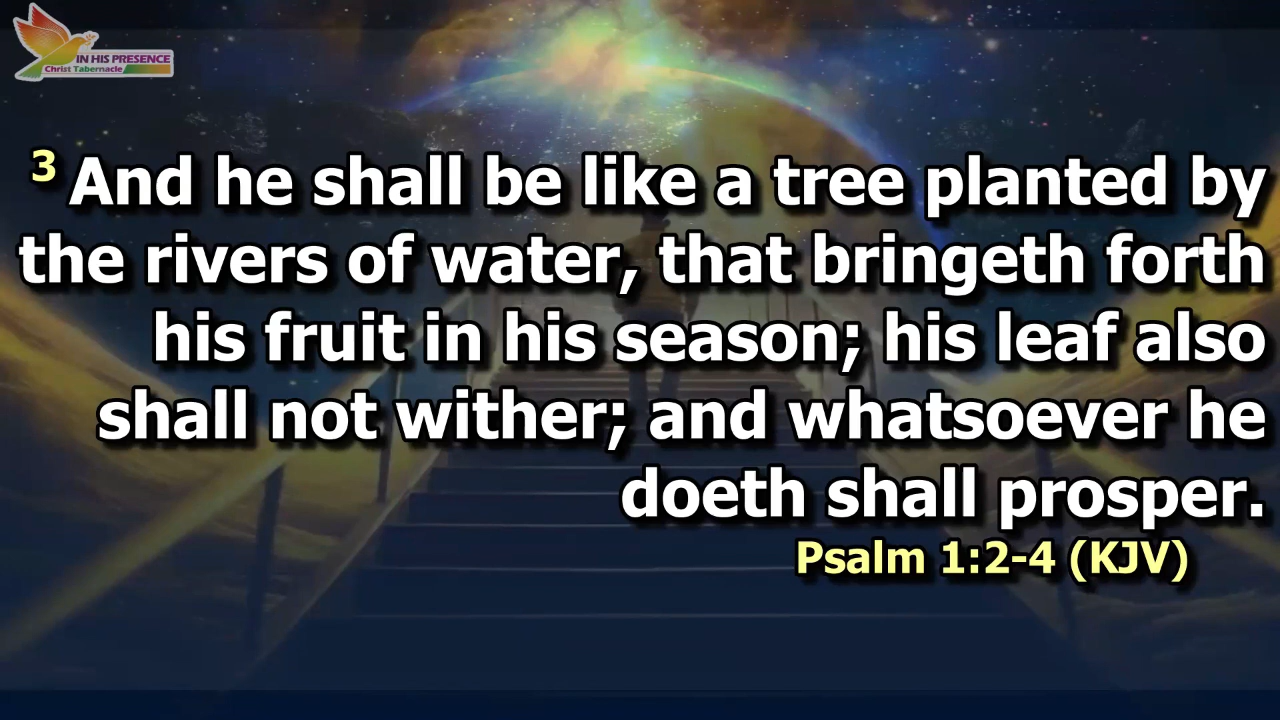 IN HIS PRESENCE
Christ Tabernacle
3 And he shall be like a tree planted by
the rivers of water, that bringeth forth
his fruit in his season; his leaf also
shall not wither; and whatsoever he
doeth shall prosper.
Psalm 1:2-4 (KJV)